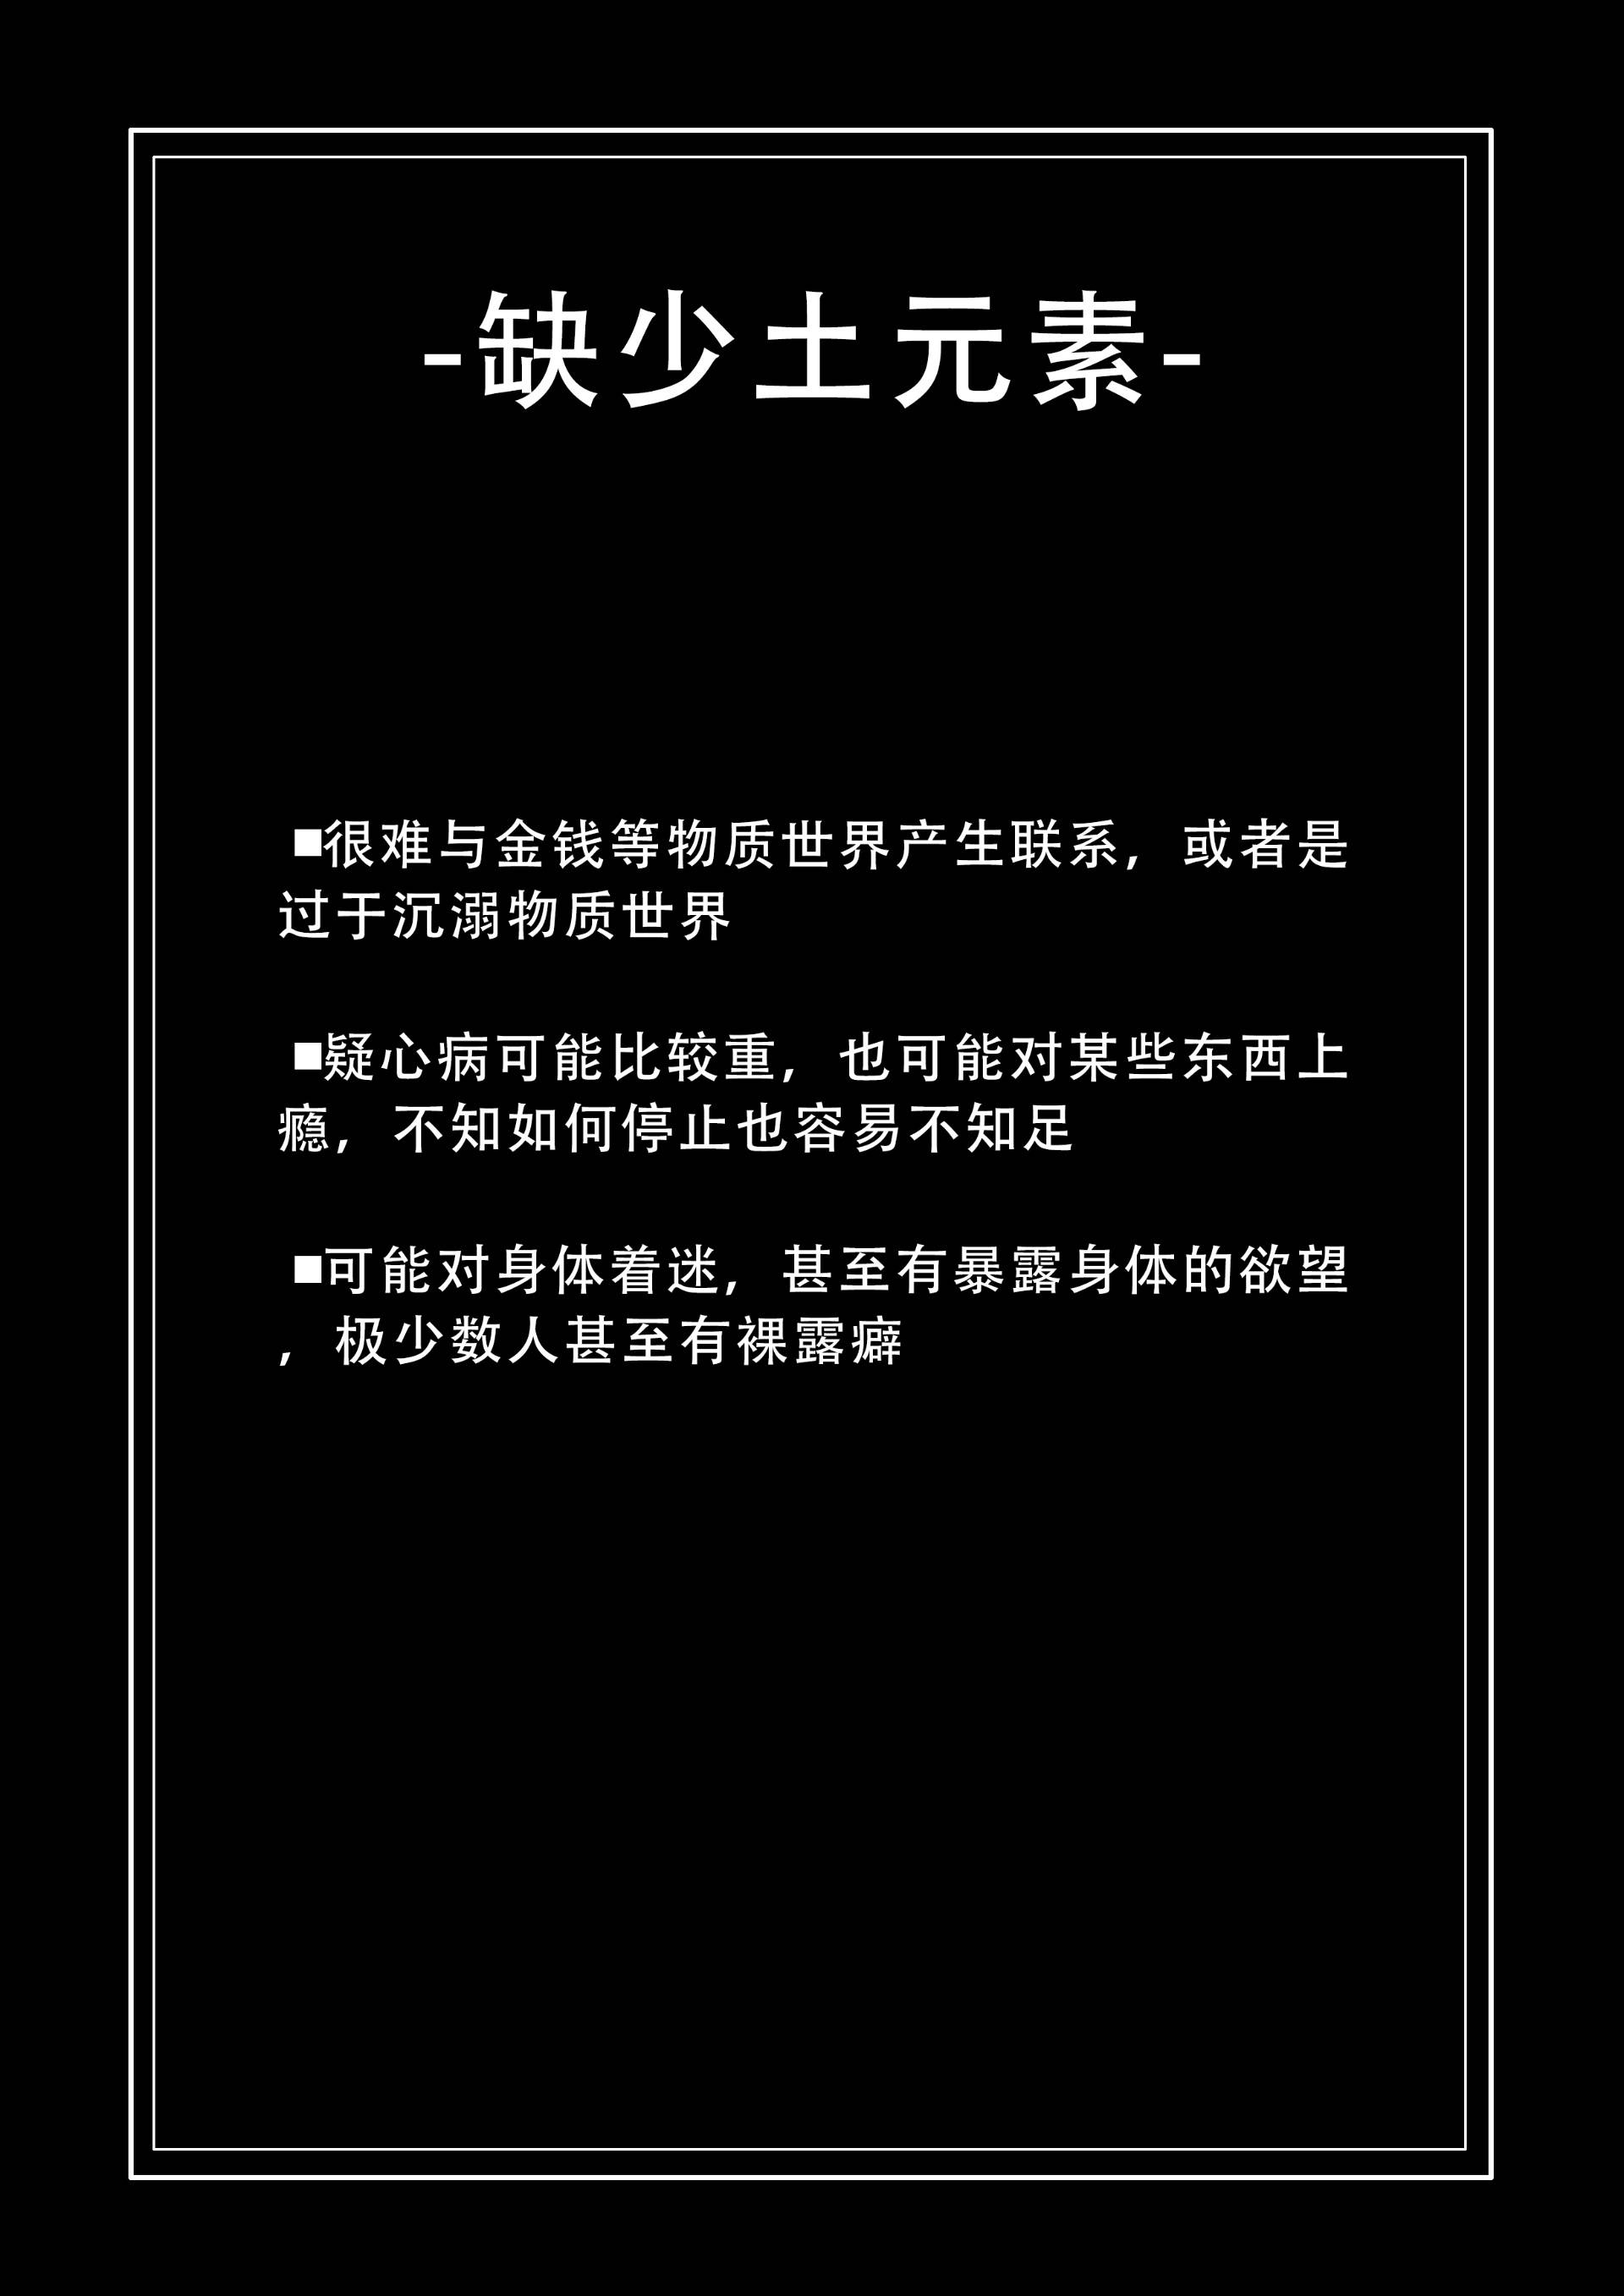 -缺少土元素-
■很难与金钱等物质世界产生联系，或者是
过于沉溺物质世界
■疑心病可能比较重，也可能对某些东西上
瘾，不知如何停止也容易不知足
■可能对身体着迷，甚至有暴露身体的欲望
，极少数人甚至有裸露癖